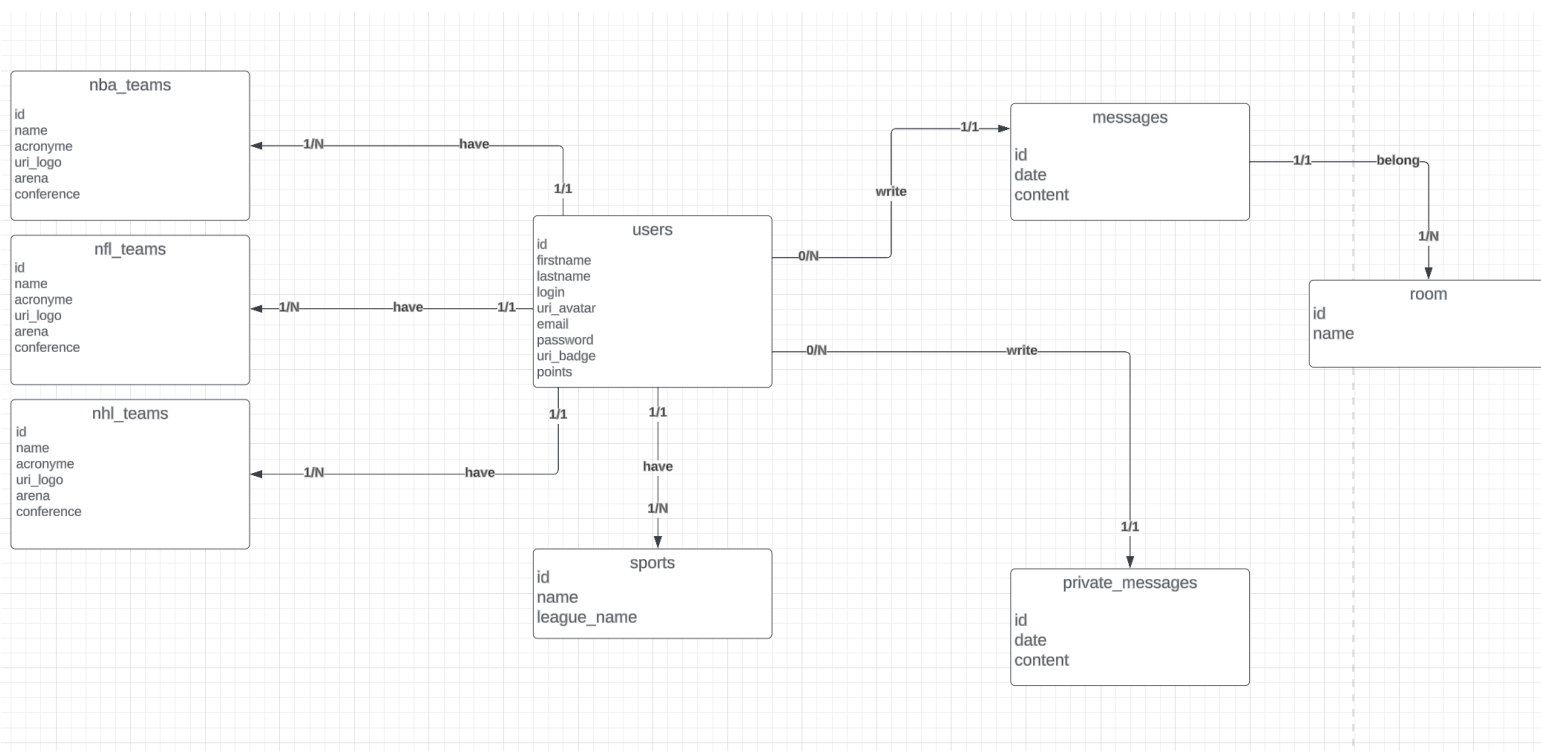 nba_teams
id
name
acronyme
uri_logo
arena
conference
1/N
have
1/1
nfl_teams
id
name
acronyme
uri_logo
arena
conference
1/N
have
1/1
nhl_teams
id
name
acronyme
uri_logo
arena
conference
1/N
have
1/1
users
id
firstname
lastname
login
uri_avatar
email
password
uri_badge
points
1/1
have
1/N
sports
id
name
league_name
0/N
write
1/1
messages
id
date
content
1/1
belong
1/N
room
id
name
0/N
write
1/1
private_messages
id
date
content